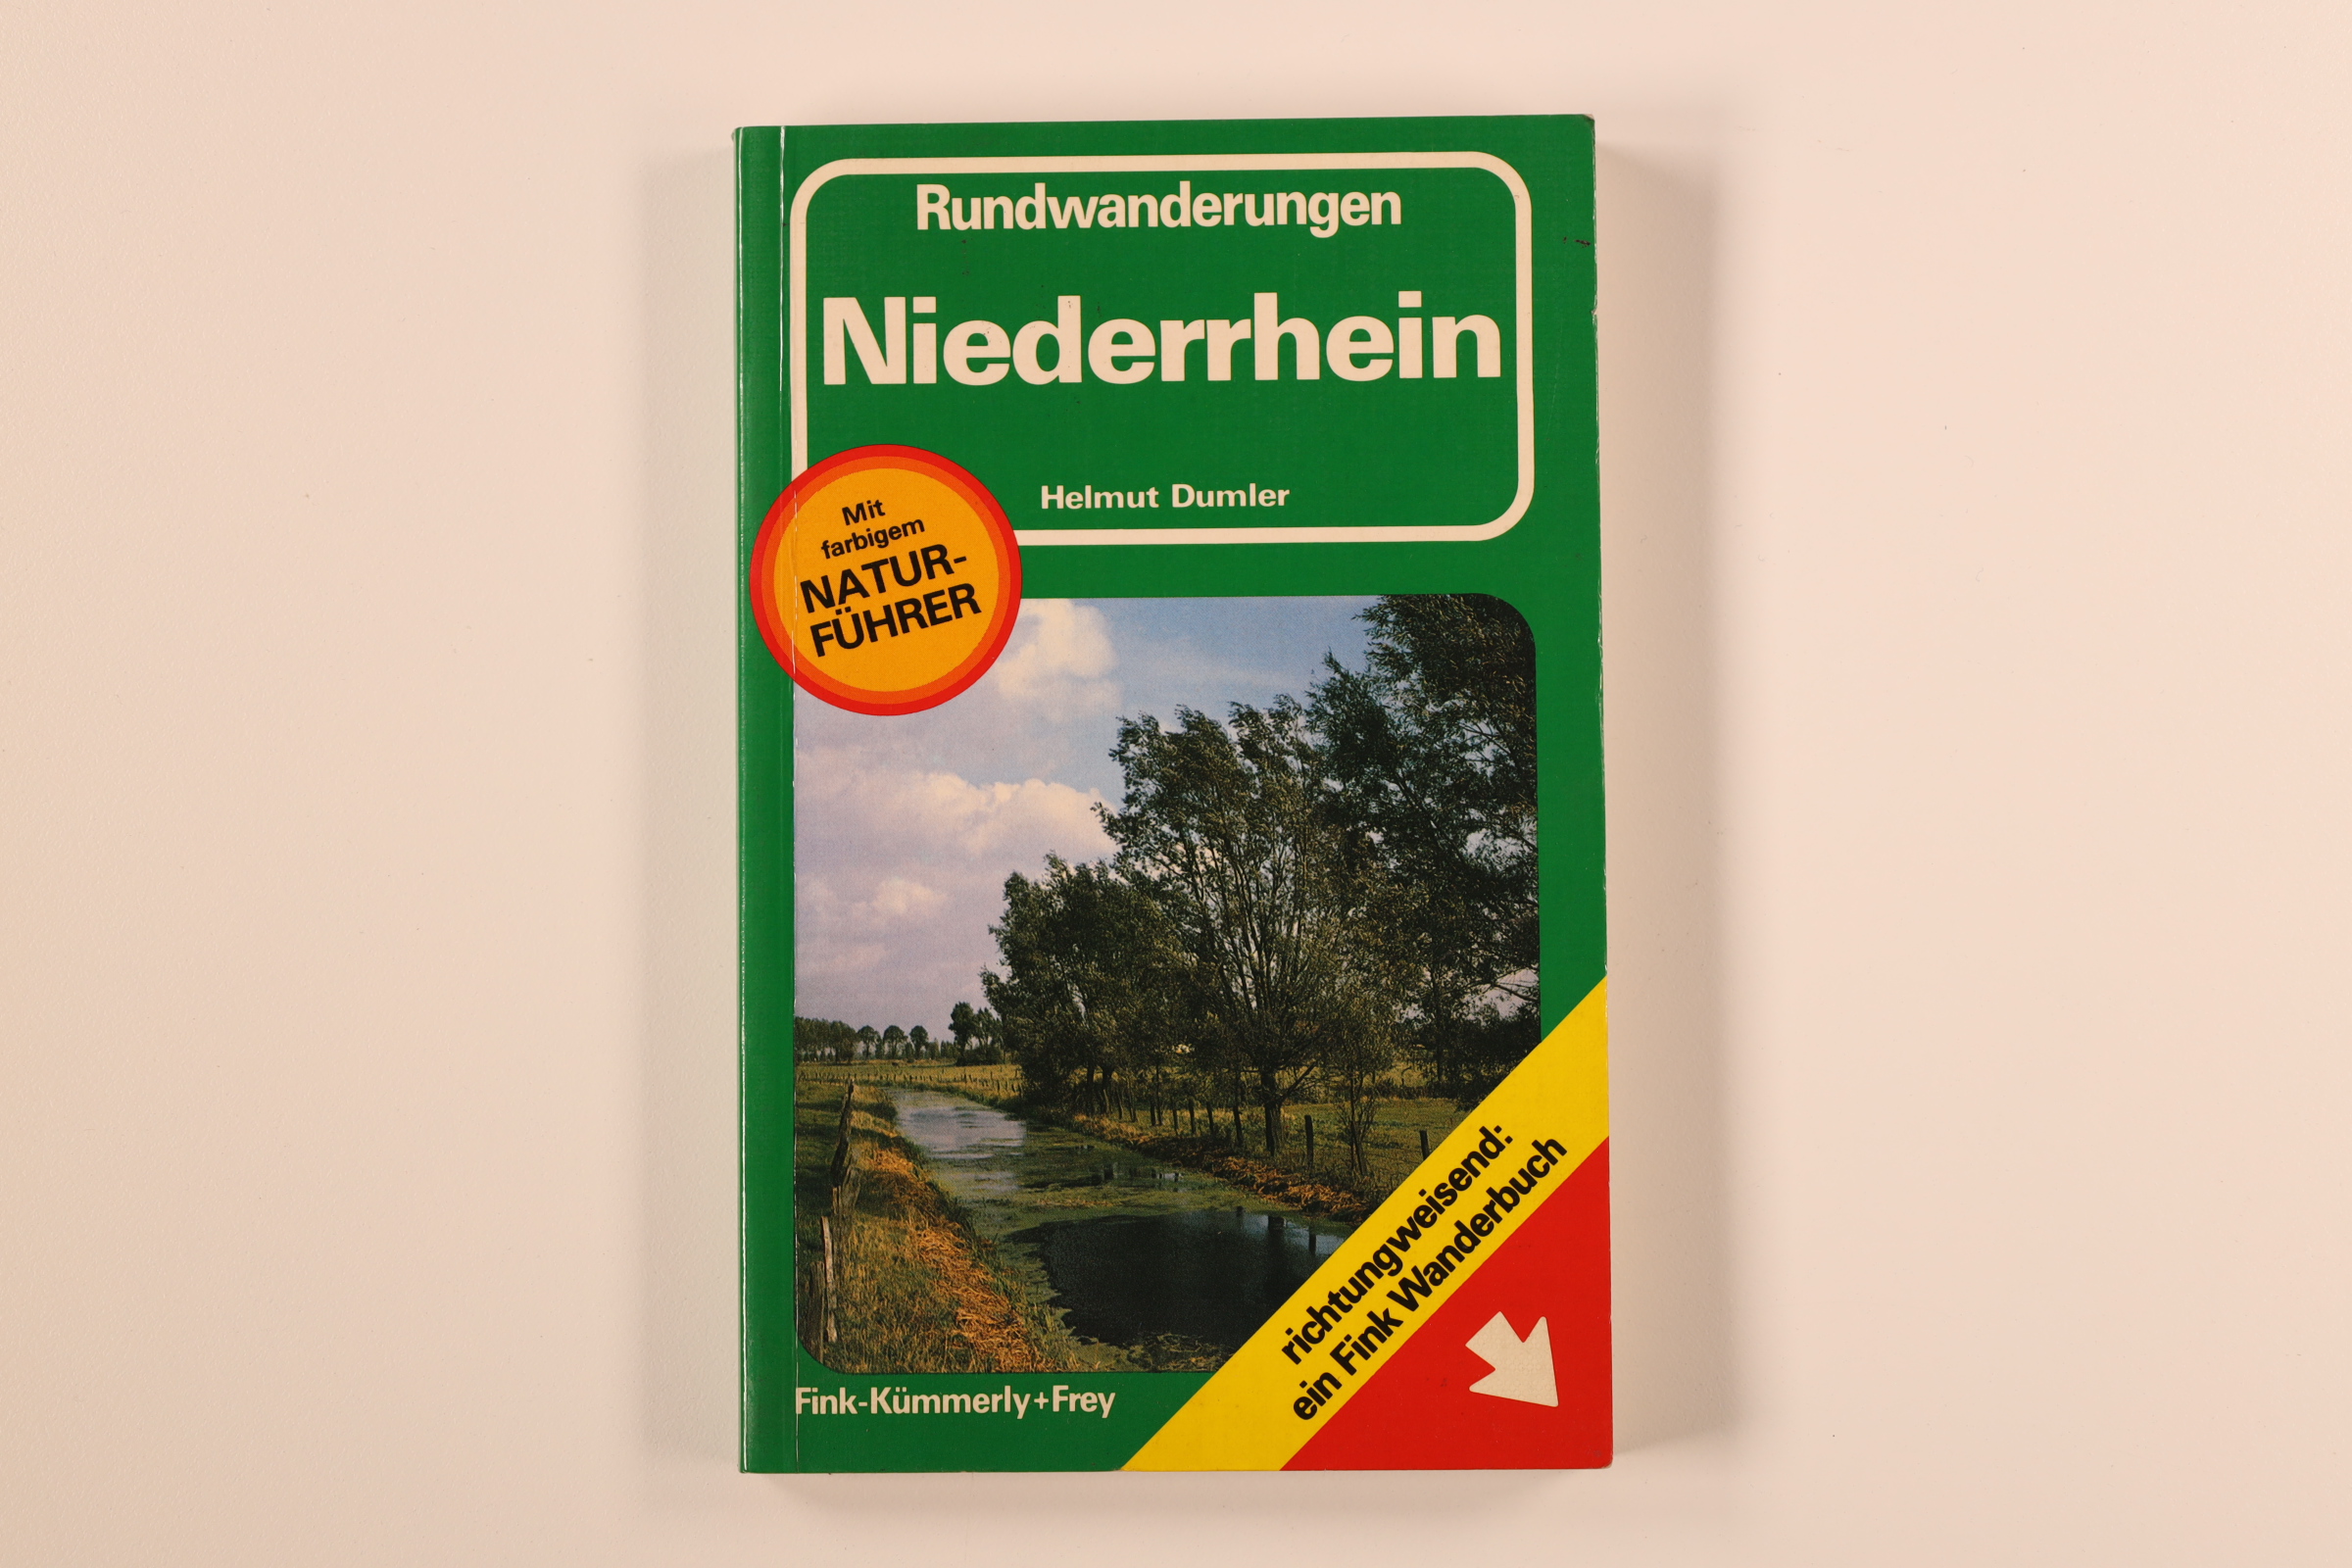 Rundwanderungen
Niederrhein
Helmut Dumler
Mit
farbigem
NATUR-
FÜHRER
richtungweisend:
ein Fink Wanderbuch
Fink-Kümmerly+Frey